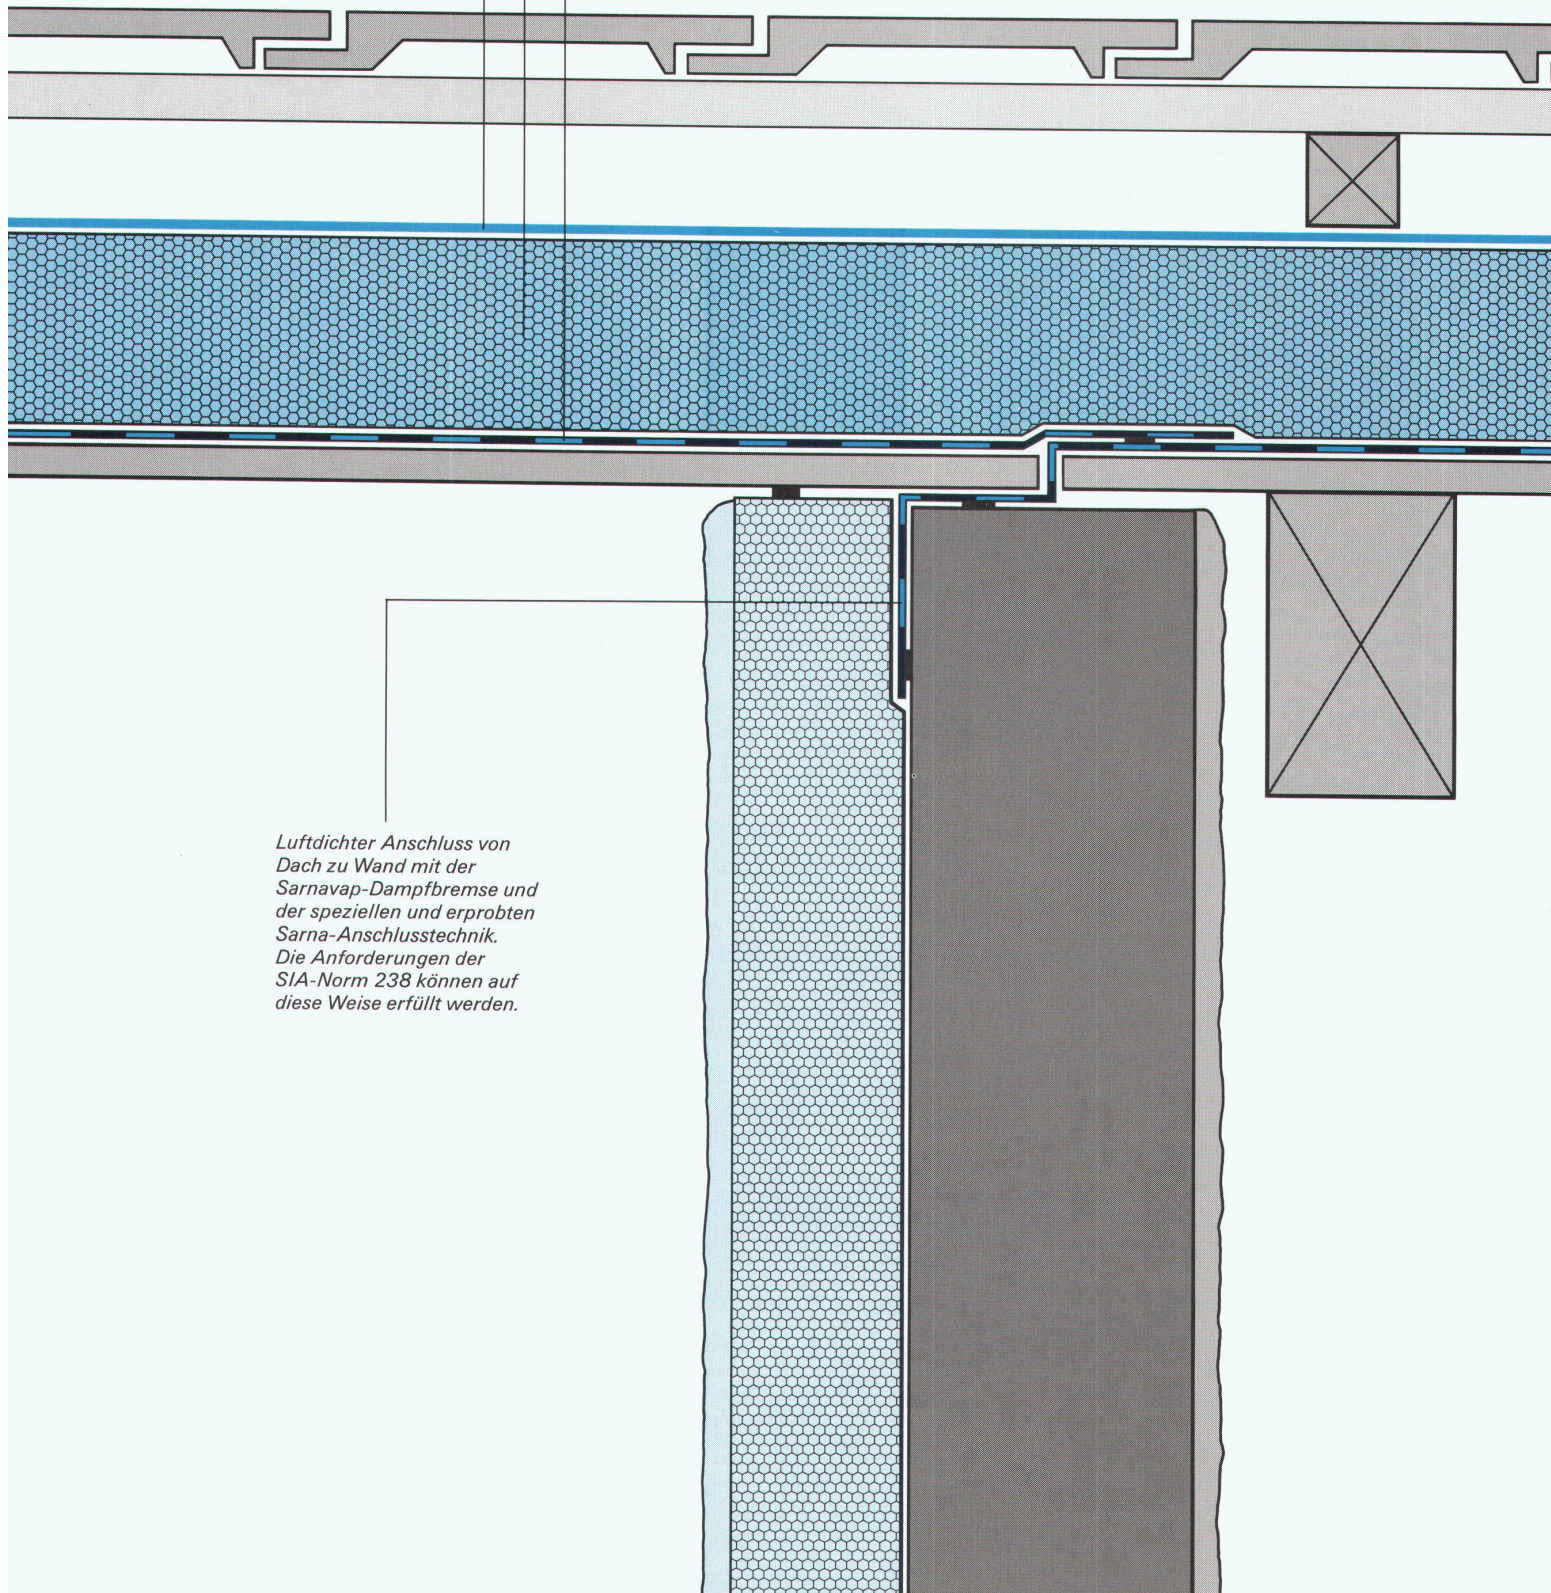 Luftdichter Anschluss von
Dach zu Wand mit der
Sarnavap-Dampfbremse und
der speziellen und erprobten
Sarna-Anschlusstechnik.
Die Anforderungen der
SIA-Norm 238 können auf
diese Weise erfüllt werden.